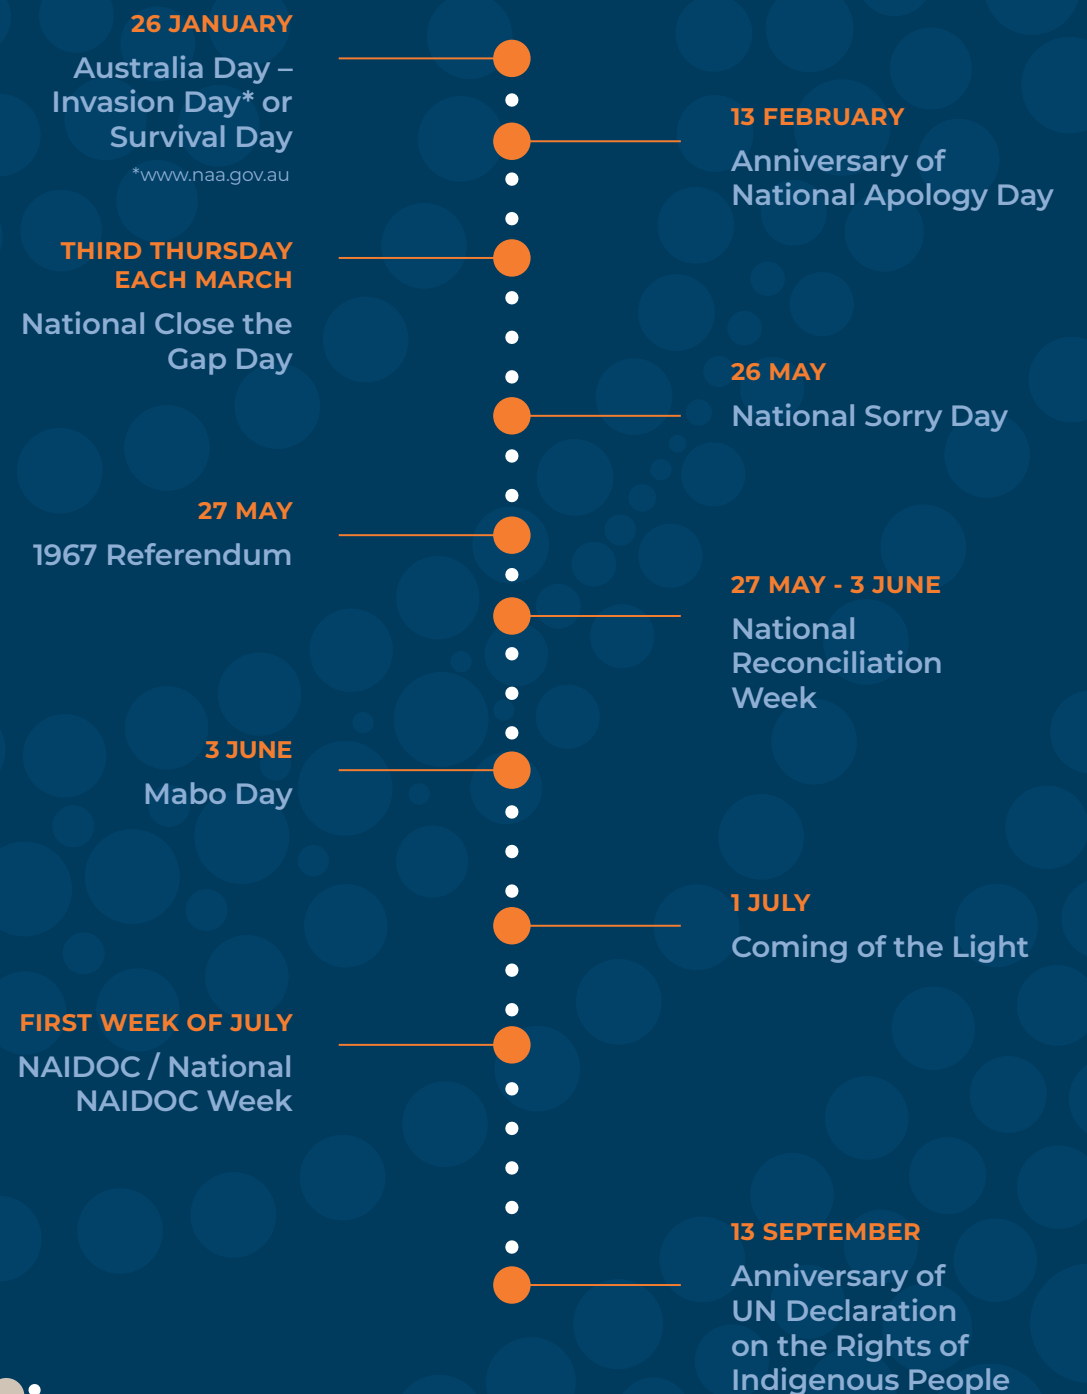 26 JANUARY
Australia Day –
Invasion Day* or
Survival Day
*www.naa.gov.au
13 FEBRUARY
Anniversary of
National Apology Day
THIRD THURSDAY
EACH MARCH
National Close the
Gap Day
26 MAY
National Sorry Day
27 MAY
1967 Referendum
27 MAY - 3 JUNE
National
Reconciliation
Week
3 JUNE
Mabo Day
1 JULY
Coming of the Light
FIRST WEEK OF JULY
NAIDOC / National
NAIDOC Week
13 SEPTEMBER
Anniversary of
UN Declaration
on the Rights of
Indigenous People